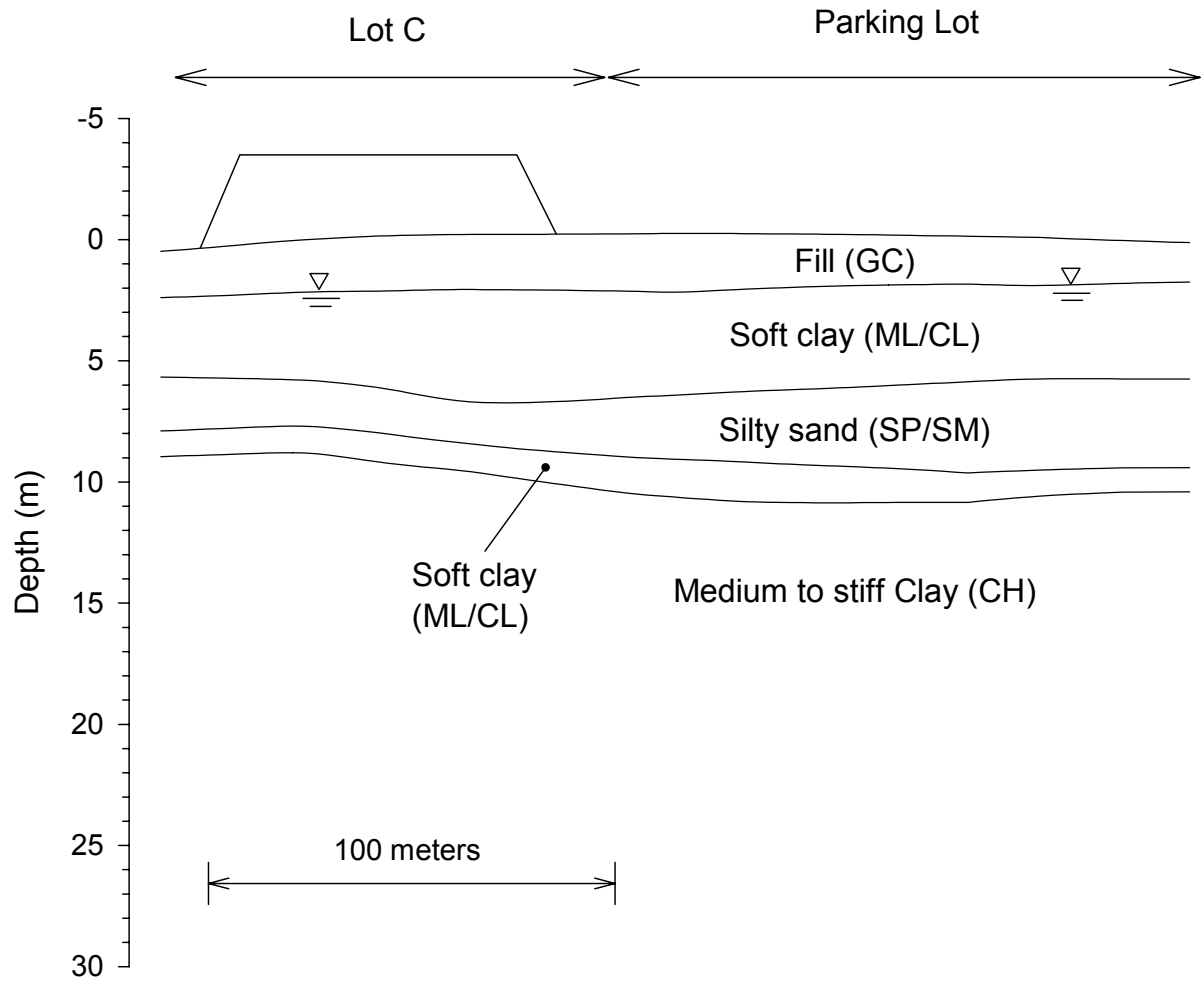 Lot C
Parking Lot
-5
0
Fill (GC)
Soft clay (ML/CL)
5
Silty sand (SP/SM)
10
Depth (m)
Soft clay
(ML/CL)
Medium to stiff Clay (CH)
15
20
25
100 meters
30